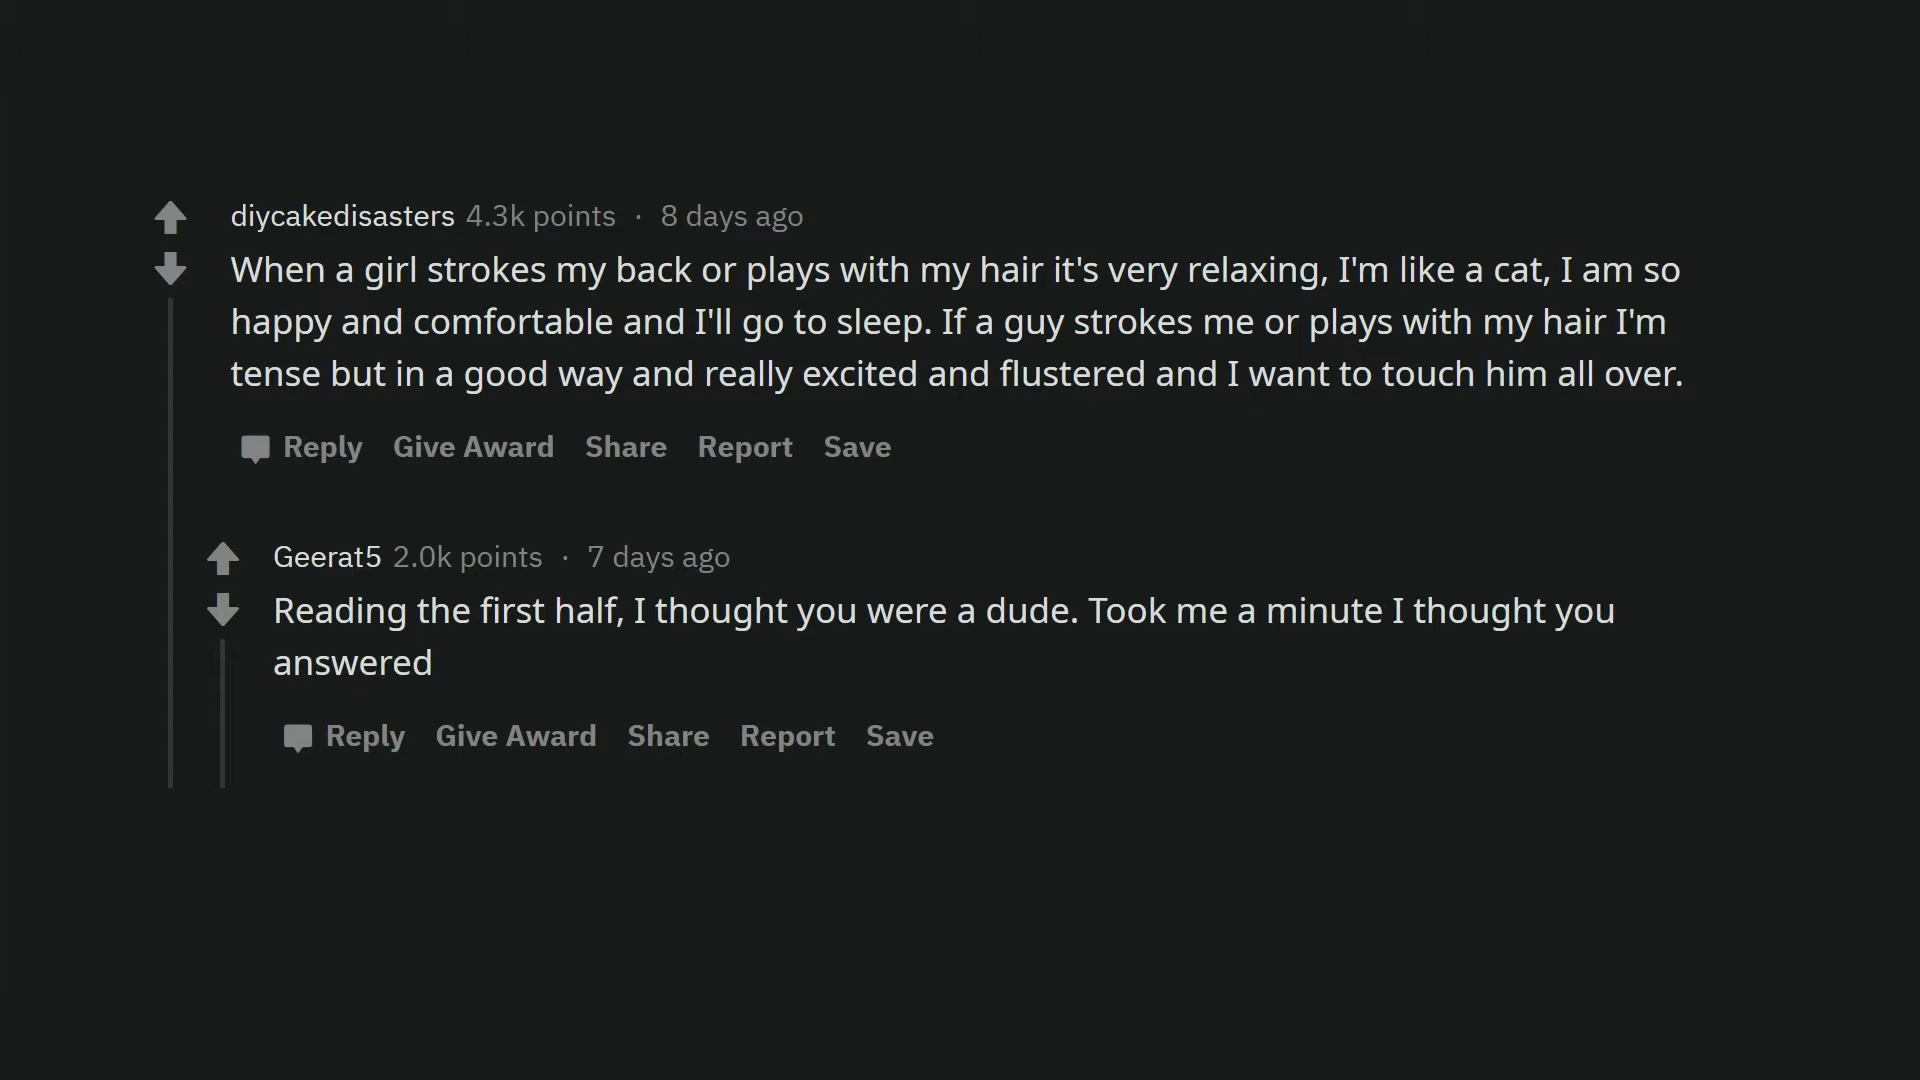 diycakedisasters 4.3k points · 8 days ago
When a girl strokes my back or plays with my hair it's very relaxing, I'm like a cat, I am so
happy and comfortable and I'll go to sleep. If a guy strokes me or plays with my hair I'm
tense but in a good way and really excited and flustered and I want to touch him all over.
Reply Give Award Share Report Save
Geerat5 2.0k points · 7 days ago
Reading the first half, I thought you were a dude. Took me a minute I thought you
answered
Reply Give Award Share Report Save